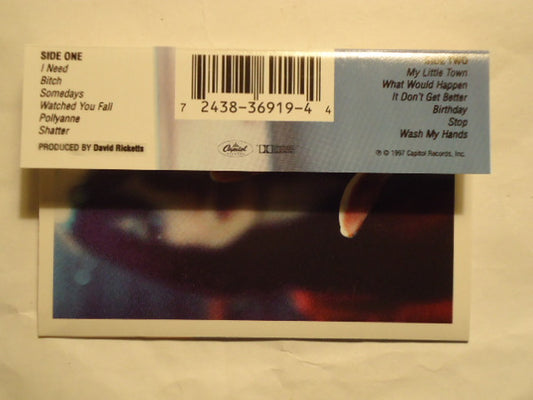 SIDE ONE
I Need
Bitch
Somedays
Watched You Fall
Pollyanne
Shatter
PRODUCED BY David Ricketts
7 2438-36919-4 4
Capitol
SIDE TWO
My Little Town
What Would Happen
It Don't Get Better
Birthday
Stop
Wash My Hands
℗ © 1997 Capitol Records, Inc.